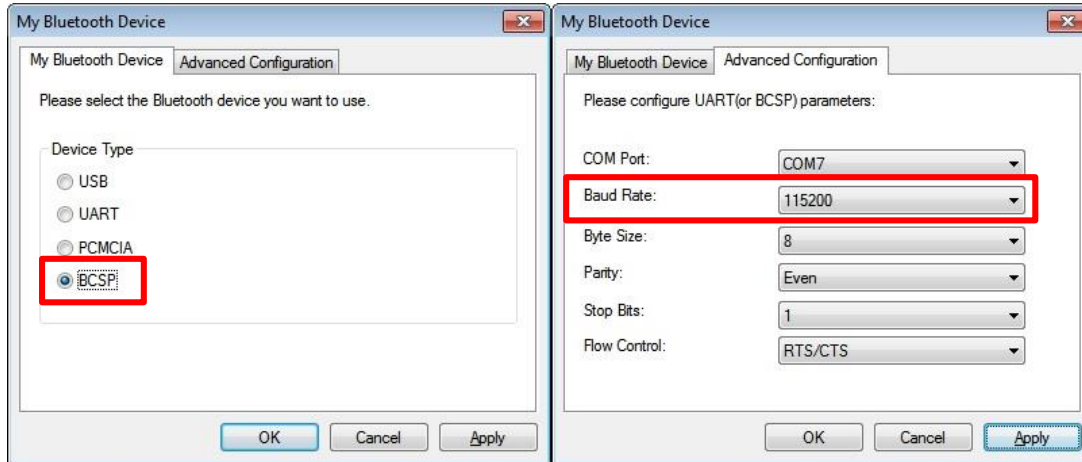 My Bluetooth Device
My Bluetooth Device Advanced Configuration
Please select the Bluetooth device you want to use.
Device Type
USB
UART
PCMCIA
BCSP
OK Cancel Apply
My Bluetooth Device
My Bluetooth Device Advanced Configuration
Please configure UART(or BCSP) parameters:
COM Port: COM7
Baud Rate: 115200
Byte Size: 8
Parity: Even
Stop Bits: 1
Flow Control: RTS/CTS
OK Cancel Apply